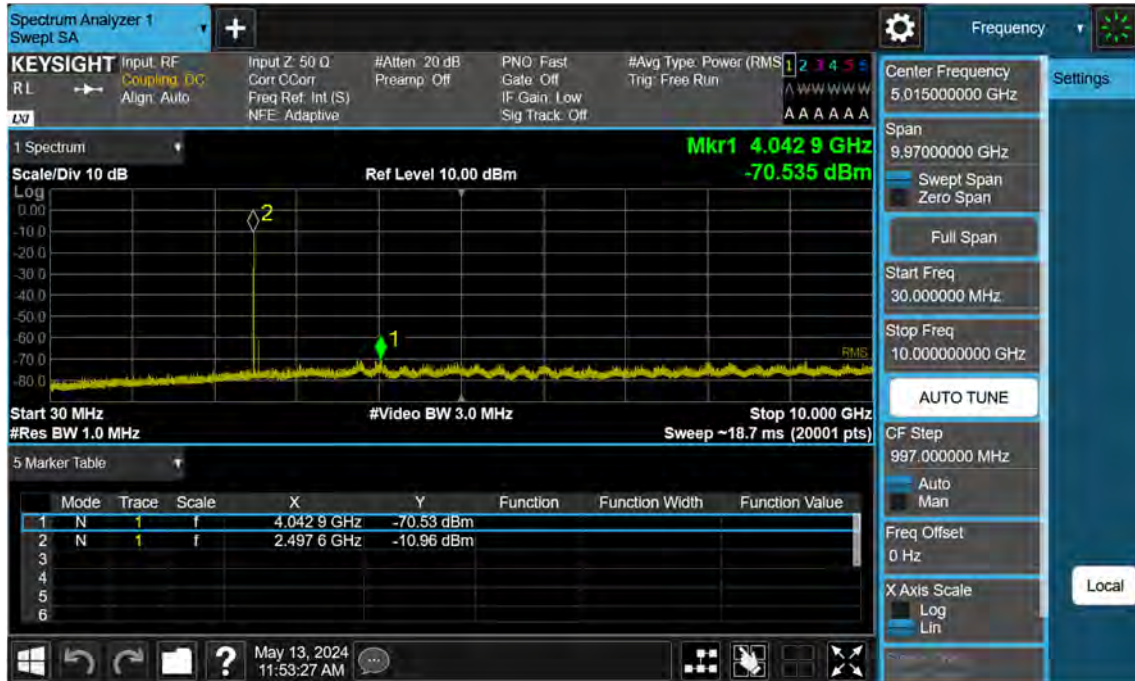 Spectrum Analyzer 1
Swept SA
Frequency
KEYSIGHT
RL
LXI
Input: RF
Coupling: DC
Align: Auto
Input Z: 50 Ω
Corr CCorr
Freq Ref: Int (S)
NFE: Adaptive
#Atten: 20 dB
Preamp: Off
PNO: Fast
Gate: Off
IF Gain: Low
Sig Track: Off
#Avg Type: Power (RMS
Trig: Free Run
1 2 3 4 5 6
A W W W W W
A A A A A A
1 Spectrum
Scale/Div 10 dB
Ref Level 10.00 dBm
Mkr1 4.042 9 GHz
-70.535 dBm
Log
0.00
-10.0
-20.0
-30.0
-40.0
-50.0
-60.0
-70.0
-80.0
2
1
RMS
Start 30 MHz
#Video BW 3.0 MHz
Stop 10.000 GHz
#Res BW 1.0 MHz
Sweep ~18.7 ms (20001 pts)
5 Marker Table
Mode Trace Scale X Y Function Function Width Function Value
1 N 1 f 4.042 9 GHz -70.53 dBm
2 N 1 f 2.497 6 GHz -10.96 dBm
3
4
5
6
May 13, 2024
11:53:27 AM
Center Frequency
5.015000000 GHz
Settings
Span
9.97000000 GHz
Swept Span
Zero Span
Full Span
Start Freq
30.000000 MHz
Stop Freq
10.000000000 GHz
AUTO TUNE
CF Step
997.000000 MHz
Auto
Man
Freq Offset
0 Hz
X Axis Scale
Log
Lin
Local